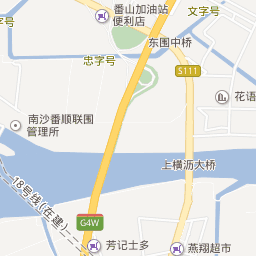 番山加油站
便利店
文字号
东围中桥
忠字号
S111
花语
南沙番顺联围
管理所
上横沥大桥
18号线(在建)
G4W
芳记士多
燕翔超市